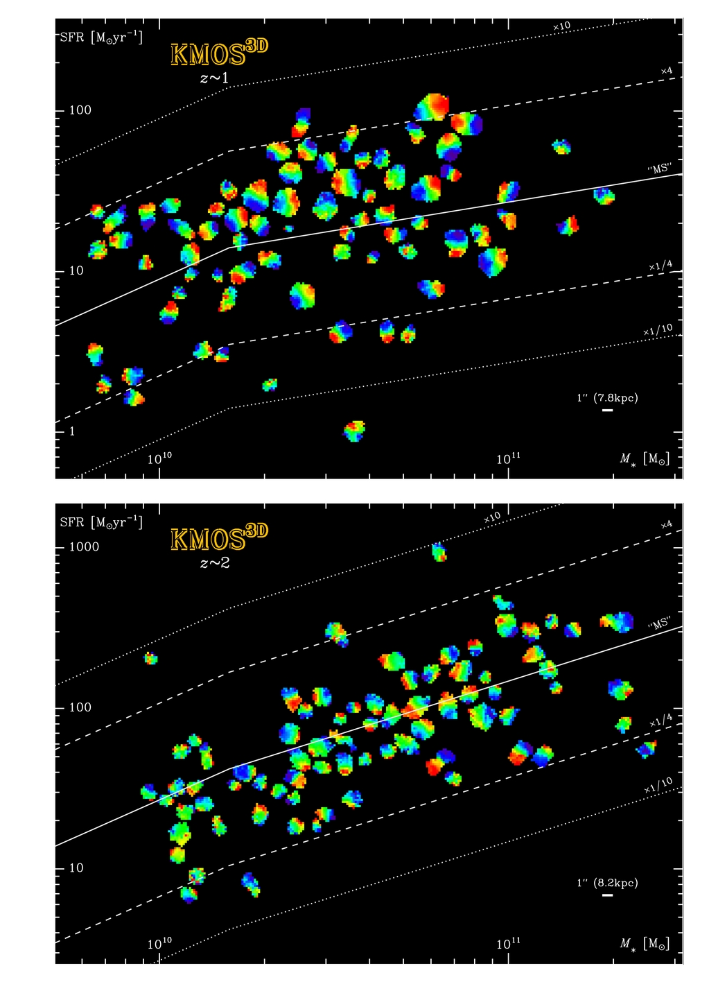 SFR [M⊙yr⁻¹]
KMOS³ᴰ
z~1
×10
×4
100
"MS"
10
×1/4
×1/10
1'' (7.8kpc)
1
10¹⁰
10¹¹
M* [M⊙]
SFR [M⊙yr⁻¹]
KMOS³ᴰ
z~2
×10
×4
1000
"MS"
100
×1/4
×1/10
10
1'' (8.2kpc)
10¹⁰
10¹¹
M* [M⊙]